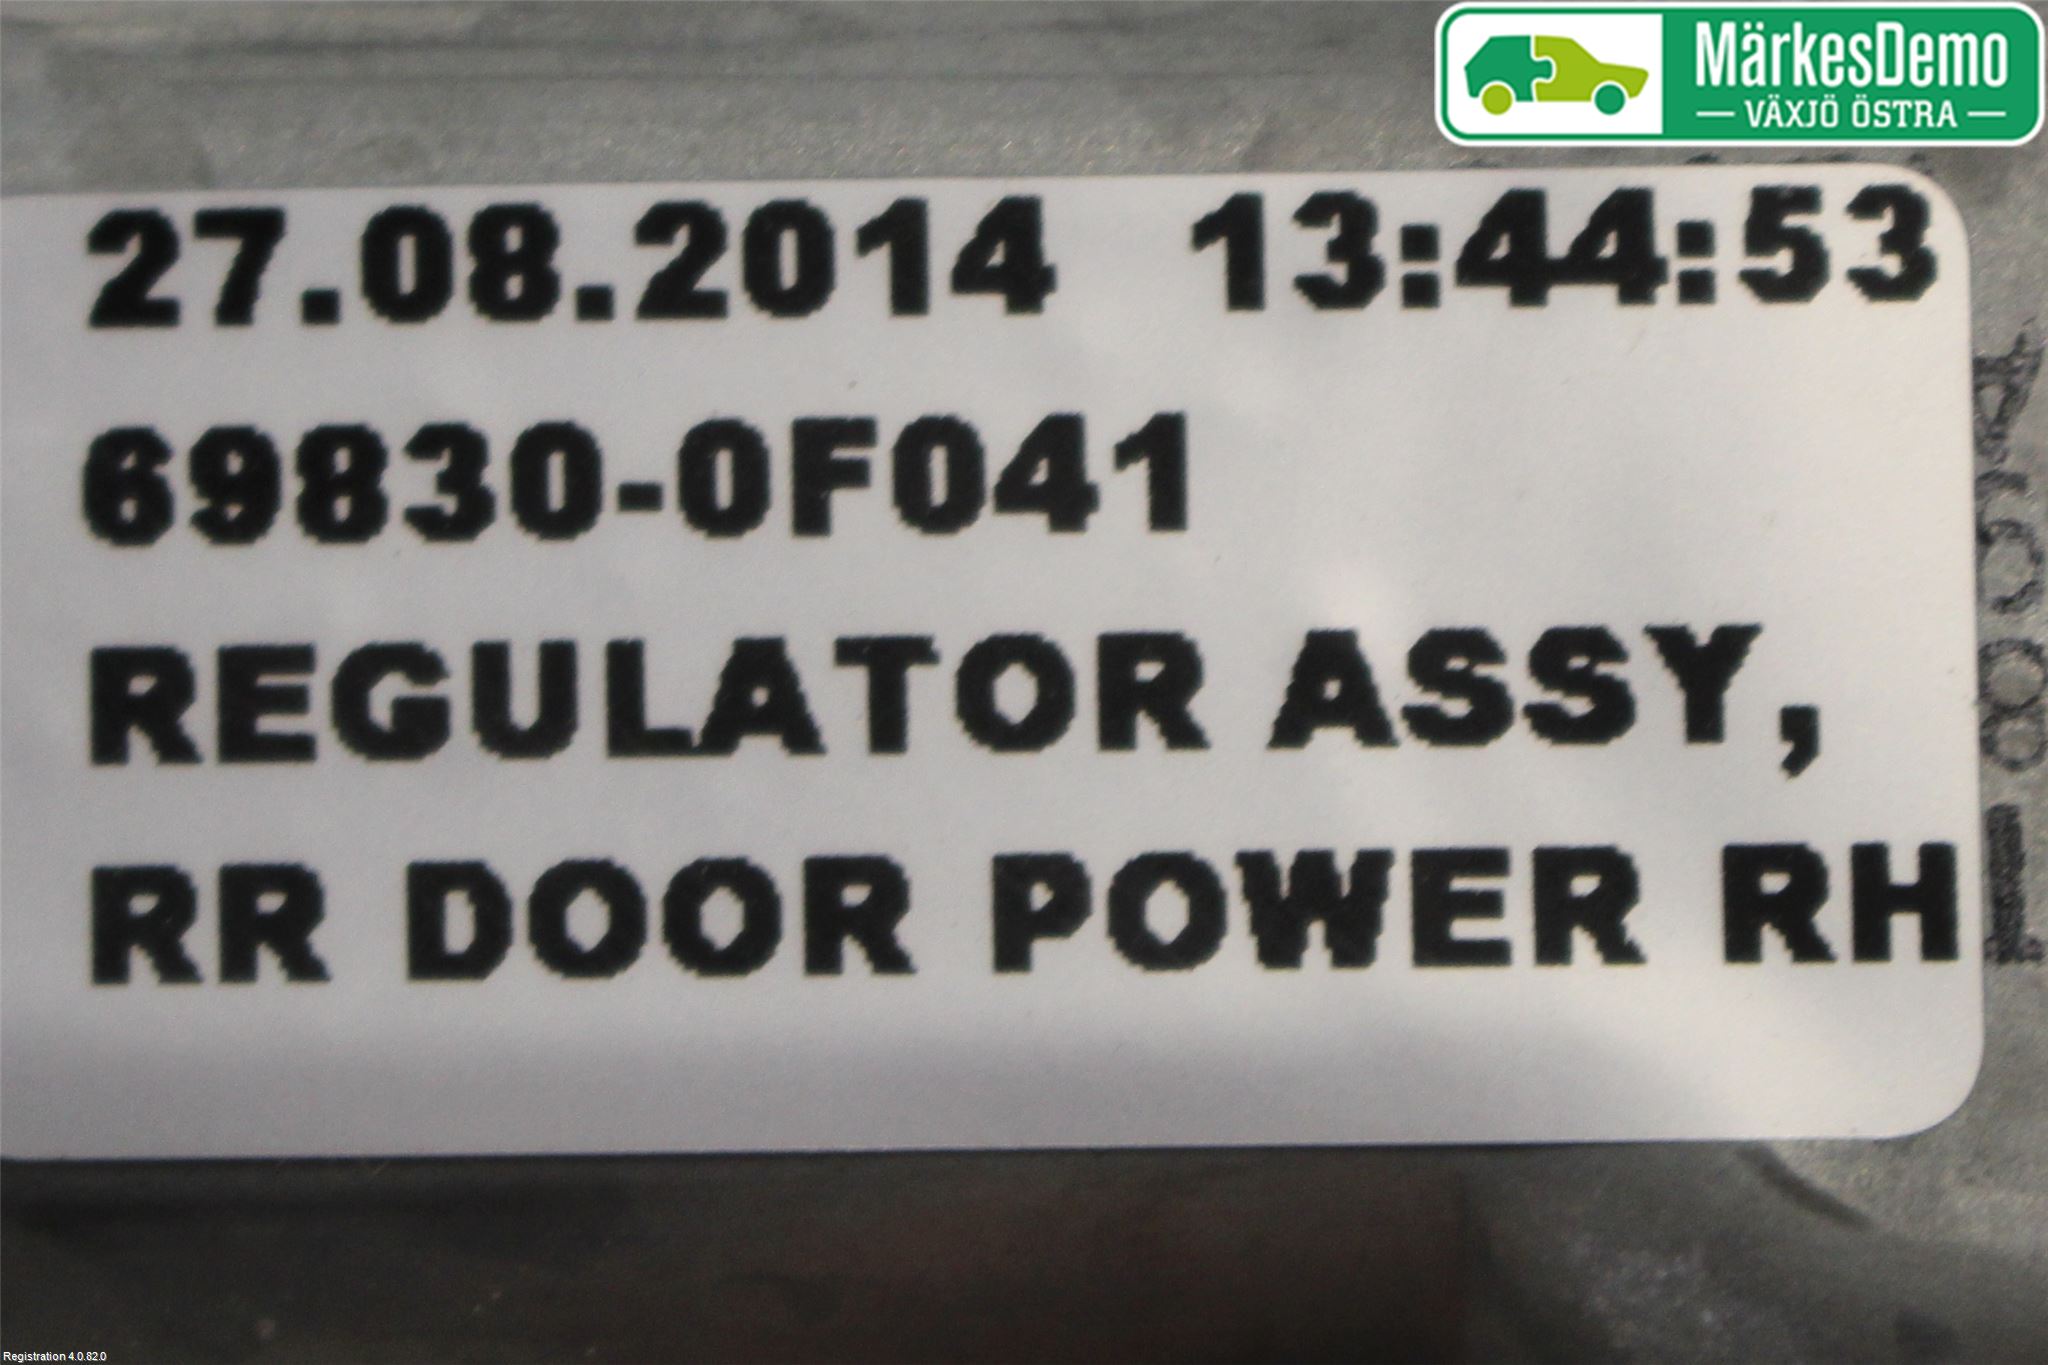 MärkesDemo
— VÄXJÖ ÖSTRA —
27.08.2014 13:44:53
69830-0F041
REGULATOR ASSY,
RR DOOR POWER RH
Registration 4.0.82.0